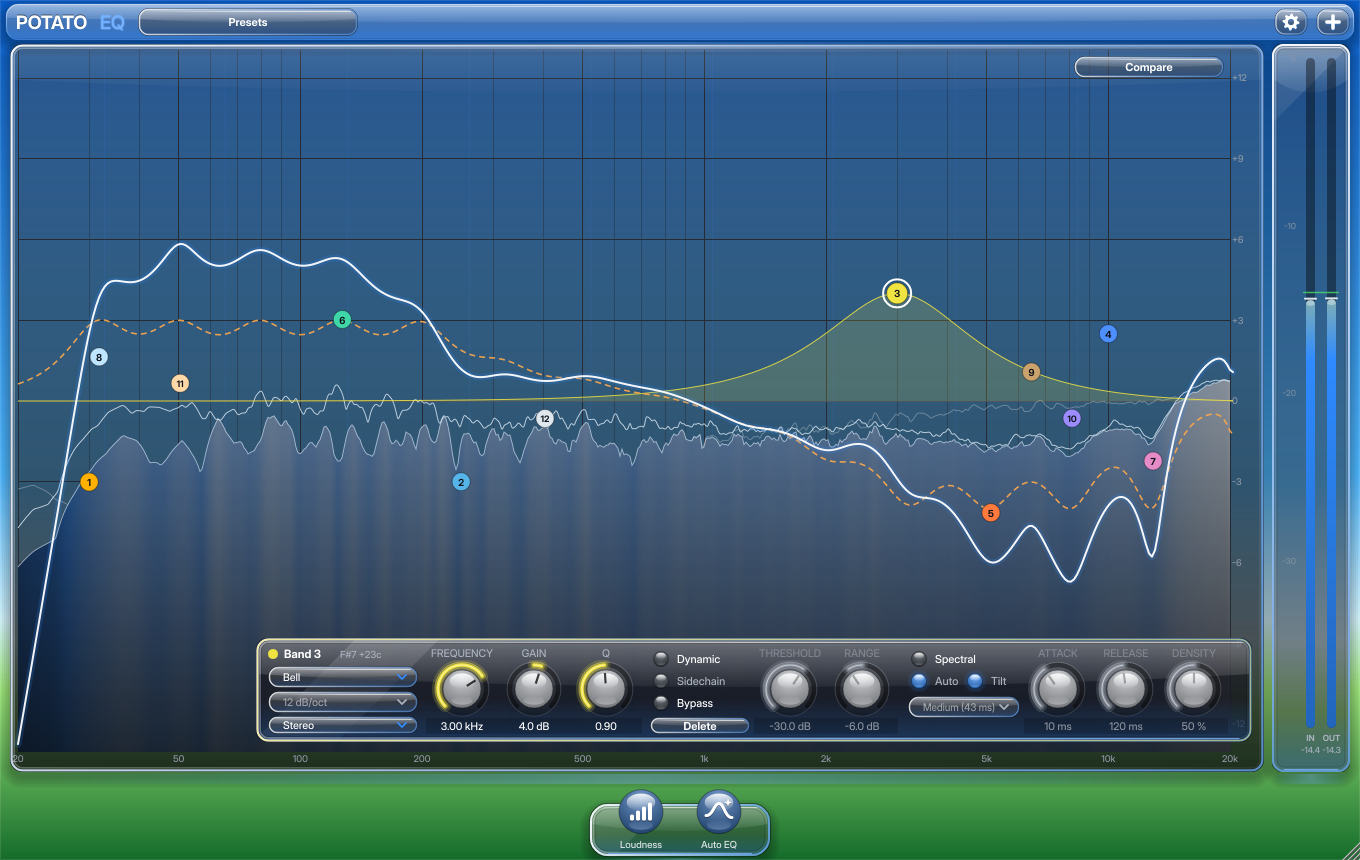 POTATO EQ Presets
Compare
+12
+9
-10
+6
+3
6
3
4
8
11
9
0
-20
12
10
7
-3
1
2
5
-6
-30
Band 3 F#7 +23c FREQUENCY GAIN Q Dynamic THRESHOLD RANGE Spectral ATTACK RELEASE DENSITY
Bell Sidechain Auto Tilt
12 dB/oct Bypass Medium (43 ms)
Stereo 3.00 kHz 4.0 dB 0.90 Delete -30.0 dB -6.0 dB 10 ms 120 ms 50 % -12
IN OUT
-14.4 -14.3
20 50 100 200 500 1k 2k 5k 10k 20k
Loudness Auto EQ